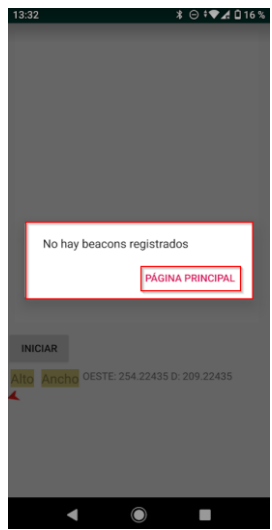 13:32 16 %
No hay beacons registrados
PÁGINA PRINCIPAL
INICIAR
Alto Ancho OESTE: 254.22435 D: 209.22435